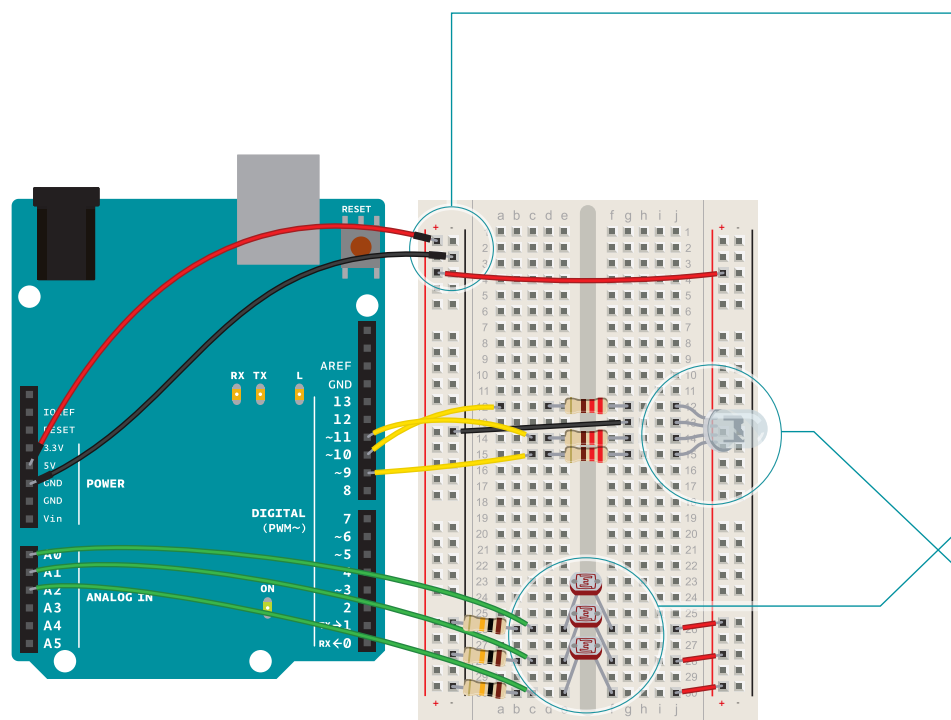 RESET
+ -
+ -
a b c d e
f g h i j
1
2
3
4
5
6
7
8
9
10
11
12
14
15
16
17
18
19
20
21
22
23
25
26
27
28
29
30
RX TX L
AREF
GND
13
12
~11
~10
~9
8
7
~6
~5
4
~3
2
TX→1
RX←0
DIGITAL
(PWM~)
IOREF
RESET
3.3V
5V
GND
GND
Vin
POWER
A0
A1
A2
A3
A4
A5
ANALOG IN
ON
+ -
a b c d e
f g h i j
+ -